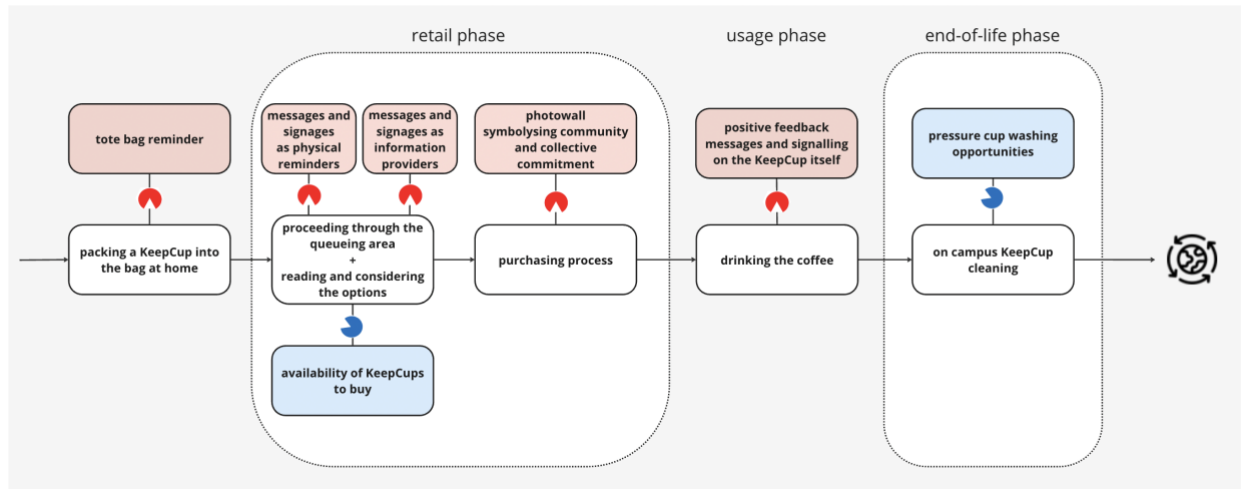 retail phase
usage phase
end-of-life phase
tote bag reminder
messages and
signages
as physical
reminders
messages and
signages as
information
providers
photowall
symbolysing community
and collective
commitment
positive feedback
messages and signalling
on the KeepCup itself
pressure cup washing
opportunities
packing a KeepCup into
the bag at home
proceeding through the
queueing area
+
reading and considering
the options
purchasing process
drinking the coffee
on campus KeepCup
cleaning
availability of KeepCups
to buy